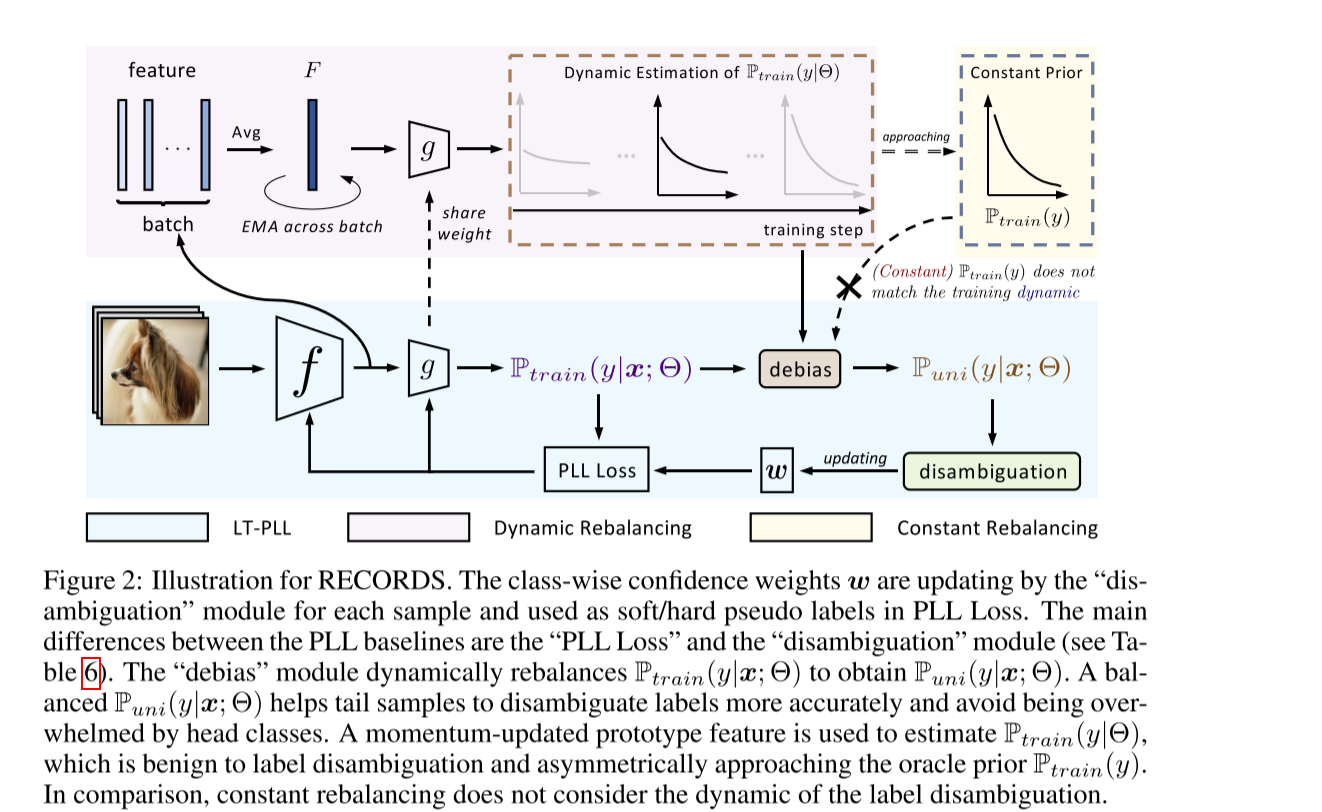 feature
F
Dynamic Estimation of ℙtrain(y|Θ)
Constant Prior
Avg
· · ·
g
...
...
approaching
batch
EMA across batch
share
weight
training step
ℙtrain(y)
(Constant) ℙtrain(y) does not
match the training dynamic
f
g
ℙtrain(y|x; Θ)
debias
ℙuni(y|x; Θ)
PLL Loss
w
updating
disambiguation
LT-PLL
Dynamic Rebalancing
Constant Rebalancing
Figure 2: Illustration for RECORDS. The class-wise confidence weights w are updating by the “dis-
ambiguation” module for each sample and used as soft/hard pseudo labels in PLL Loss. The main
differences between the PLL baselines are the “PLL Loss” and the “disambiguation” module (see Ta-
ble 6). The “debias” module dynamically rebalances ℙtrain(y|x; Θ) to obtain ℙuni(y|x; Θ). A bal-
anced ℙuni(y|x; Θ) helps tail samples to disambiguate labels more accurately and avoid being over-
whelmed by head classes. A momentum-updated prototype feature is used to estimate ℙtrain(y|Θ),
which is benign to label disambiguation and asymmetrically approaching the oracle prior ℙtrain(y).
In comparison, constant rebalancing does not consider the dynamic of the label disambiguation.